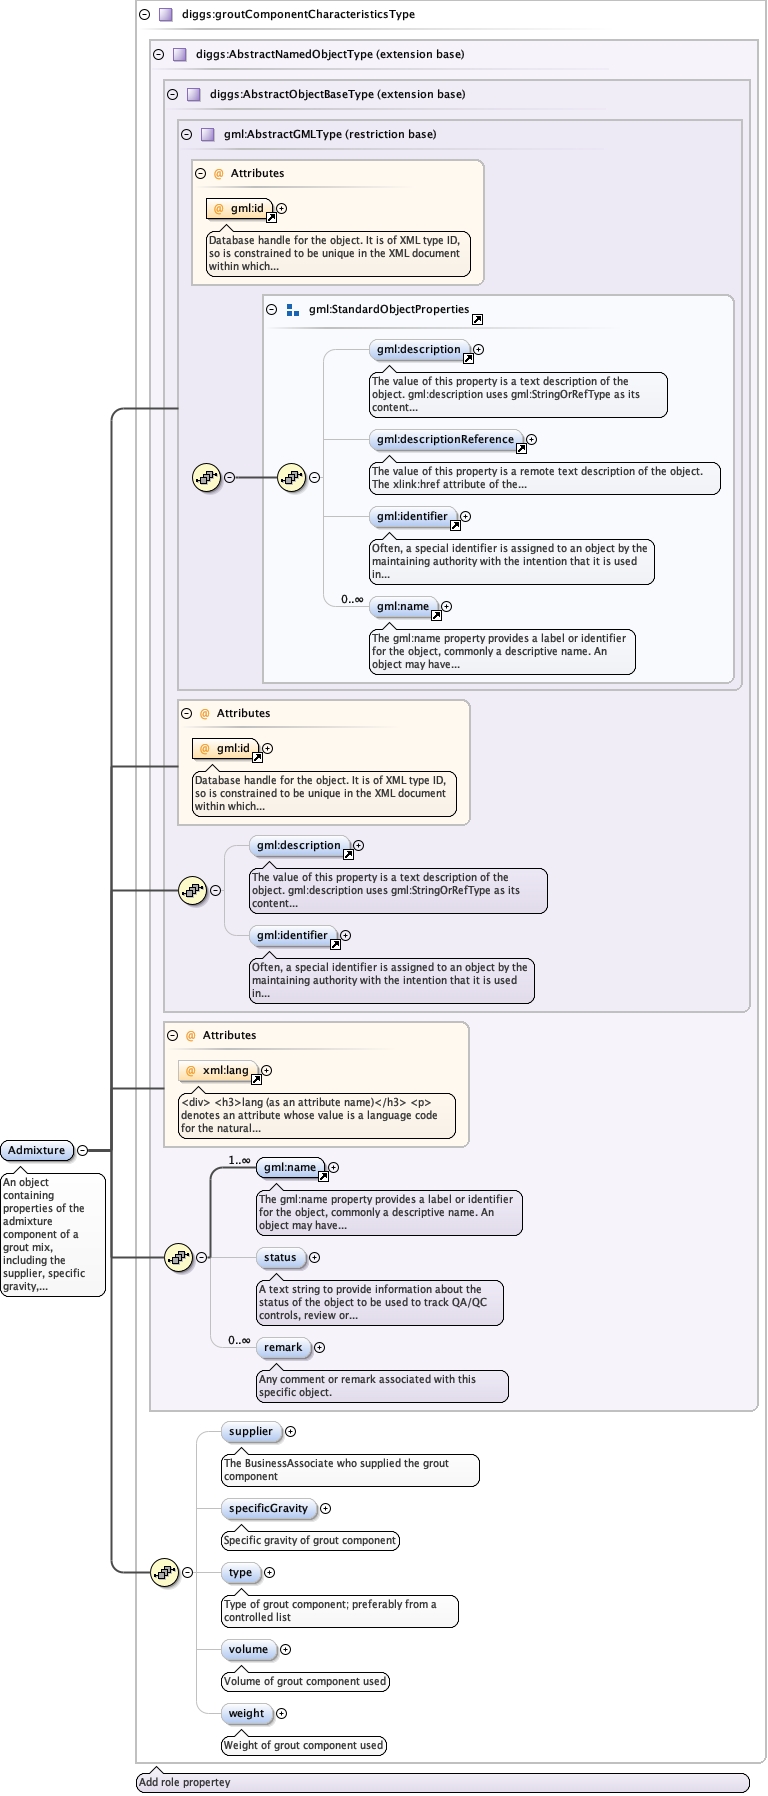 diggs:groutComponentCharacteristicsType
diggs:AbstractNamedObjectType (extension base)
diggs:AbstractObjectBaseType (extension base)
gml:AbstractGMLType (restriction base)
@ Attributes
@ gml:id
Database handle for the object. It is of XML type ID,
so is constrained to be unique in the XML document
within which...
gml:StandardObjectProperties
gml:description
The value of this property is a text description of the
object. gml:description uses gml:StringOrRefType as its
content...
gml:descriptionReference
The value of this property is a remote text description of the object.
The xlink:href attribute of the...
gml:identifier
Often, a special identifier is assigned to an object by the
maintaining authority with the intention that it is used
in...
0..∞
gml:name
The gml:name property provides a label or identifier
for the object, commonly a descriptive name. An
object may have...
@ Attributes
@ gml:id
Database handle for the object. It is of XML type ID,
so is constrained to be unique in the XML document
within which...
gml:description
The value of this property is a text description of the
object. gml:description uses gml:StringOrRefType as its
content...
gml:identifier
Often, a special identifier is assigned to an object by the
maintaining authority with the intention that it is used
in...
@ Attributes
@ xml:lang
<div> <h3>lang (as an attribute name)</h3> <p>
denotes an attribute whose value is a language code
for the natural...
Admixture
An object
containing
properties of the
admixture
component of a
grout mix,
including the
supplier, specific
gravity,...
1..∞
gml:name
The gml:name property provides a label or identifier
for the object, commonly a descriptive name. An
object may have...
status
A text string to provide information about the
status of the object to be used to track QA/QC
controls, review or...
0..∞
remark
Any comment or remark associated with this
specific object.
supplier
The BusinessAssociate who supplied the grout
component
specificGravity
Specific gravity of grout component
type
Type of grout component; preferably from a
controlled list
volume
Volume of grout component used
weight
Weight of grout component used
Add role propertey